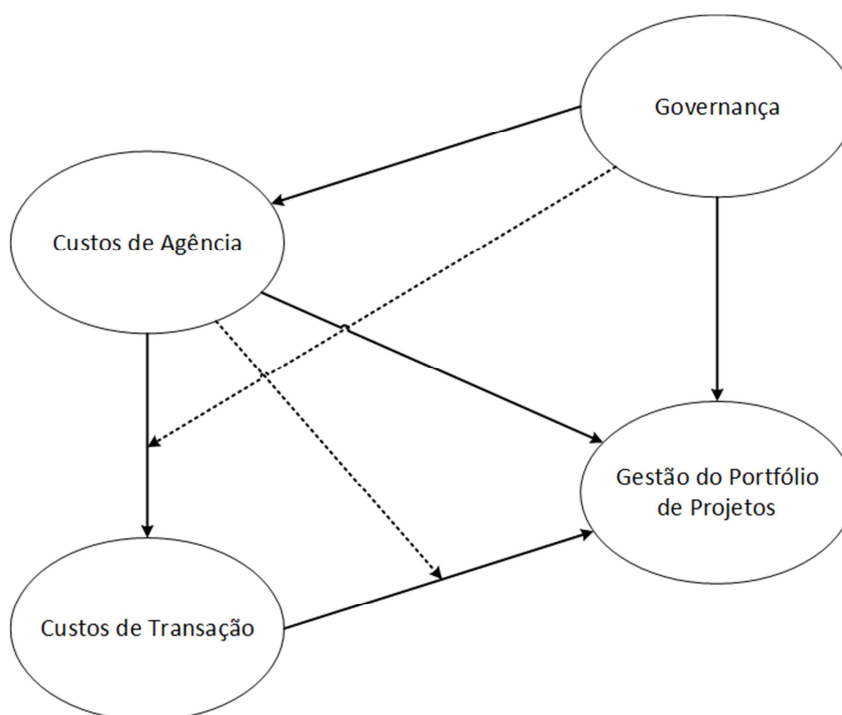 Governança
Custos de Agência
Gestão do Portfólio
de Projetos
Custos de Transação